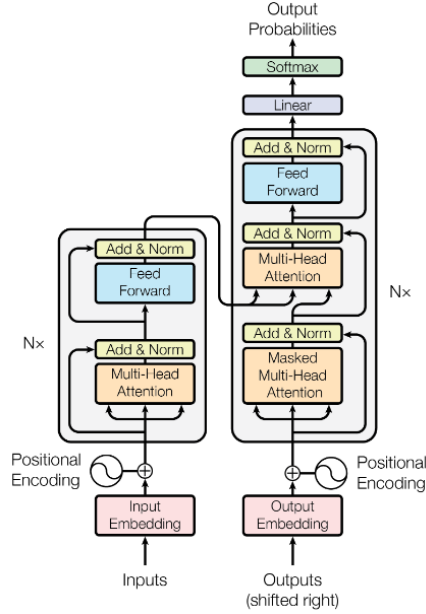 Output
Probabilities
Softmax
Linear
Add & Norm
Feed
Forward
Add & Norm
Multi-Head
Attention
Add & Norm
Masked
Multi-Head
Attention
Nx
Positional
Encoding
Output
Embedding
Outputs
(shifted right)
Add & Norm
Feed
Forward
Add & Norm
Multi-Head
Attention
Nx
Positional
Encoding
Input
Embedding
Inputs